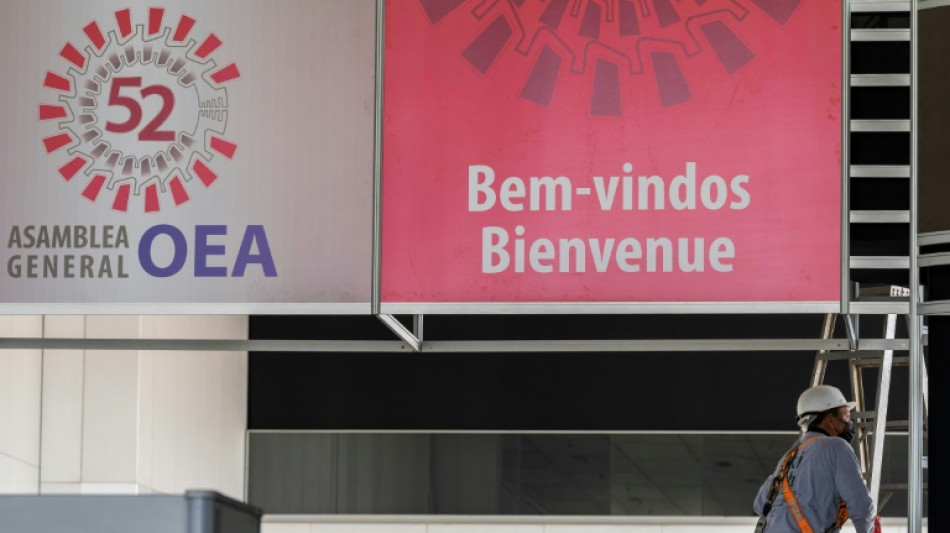 52
ASAMBLEA
GENERAL
OEA
Bem-vindos
Bienvenue